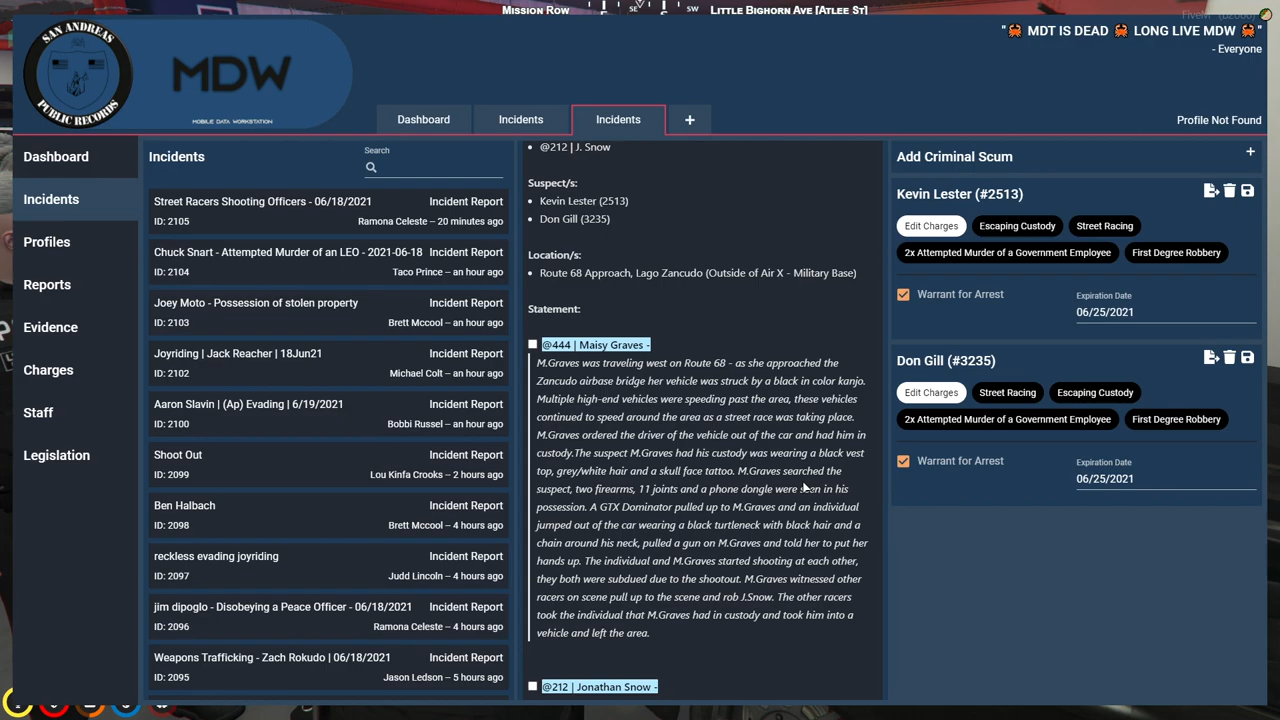 Mission Row
SE
SW
Little Bighorn Ave [Atlee St]
SAN ANDREAS
PUBLIC RECORDS
MDW
MOBILE DATA WORKSTATION
" 🦀 MDT IS DEAD 🦀 LONG LIVE MDW 🦀 "
- Everyone
Dashboard
Incidents
Incidents
+
Profile Not Found
Dashboard
Incidents
Profiles
Reports
Evidence
Charges
Staff
Legislation
Incidents
Search
Street Racers Shooting Officers - 06/18/2021 Incident Report
ID: 2105 Ramona Celeste – 20 minutes ago
Chuck Snart - Attempted Murder of an LEO - 2021-06-18 Incident Report
ID: 2104 Taco Prince – an hour ago
Joey Moto - Possession of stolen property Incident Report
ID: 2103 Brett Mccool – an hour ago
Joyriding | Jack Reacher | 18Jun21 Incident Report
ID: 2102 Michael Colt – an hour ago
Aaron Slavin | (Ap) Evading | 6/19/2021 Incident Report
ID: 2100 Bobbi Russel – an hour ago
Shoot Out Incident Report
ID: 2099 Lou Kinfa Crooks – 2 hours ago
Ben Halbach Incident Report
ID: 2098 Brett Mccool – 4 hours ago
reckless evading joyriding Incident Report
ID: 2097 Judd Lincoln – 4 hours ago
jim dipoglo - Disobeying a Peace Officer - 06/18/2021 Incident Report
ID: 2096 Ramona Celeste – 4 hours ago
Weapons Trafficking - Zach Rokudo | 06/18/2021 Incident Report
ID: 2095 Jason Ledson – 5 hours ago
• @212 | J. Snow
Suspect/s:
• Kevin Lester (2513)
• Don Gill (3235)
Location/s:
• Route 68 Approach, Lago Zancudo (Outside of Air X - Military Base)
Statement:
@444 | Maisy Graves -
M.Graves was traveling west on Route 68 - as she approached the
Zancudo airbase bridge her vehicle was struck by a black in color kanjo.
Multiple high-end vehicles were speeding past the area, these vehicles
continued to speed around the area as a street race was taking place.
M.Graves ordered the driver of the vehicle out of the car and had him in
custody.The suspect M.Graves had his custody was wearing a black vest
top, grey/white hair and a skull face tattoo. M.Graves searched the
suspect, two firearms, 11 joints and a phone dongle were seen in his
possession. A GTX Dominator pulled up to M.Graves and an individual
jumped out of the car wearing a black turtleneck with black hair and a
chain around his neck, pulled a gun on M.Graves and told her to put her
hands up. The individual and M.Graves started shooting at each other,
they both were subdued due to the shootout. M.Graves witnessed other
racers on scene pull up to the scene and rob J.Snow. The other racers
took the individual that M.Graves had in custody and took him into a
vehicle and left the area.
@212 | Jonathan Snow -
Add Criminal Scum
+
Kevin Lester (#2513)
Edit Charges Escaping Custody Street Racing
2x Attempted Murder of a Government Employee First Degree Robbery
Warrant for Arrest
Expiration Date
06/25/2021
Don Gill (#3235)
Edit Charges Street Racing Escaping Custody
2x Attempted Murder of a Government Employee First Degree Robbery
Warrant for Arrest
Expiration Date
06/25/2021